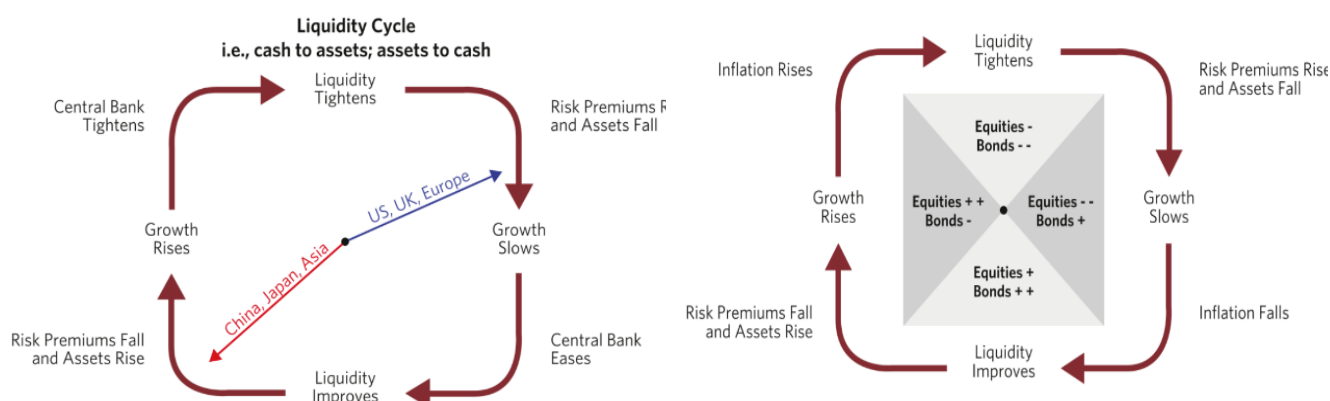 Liquidity Cycle
i.e., cash to assets; assets to cash
Liquidity
Tightens
Central Bank
Tightens
Risk Premiums R
and Assets Fall
US, UK, Europe
Growth
Rises
Growth
Slows
China, Japan, Asia
Risk Premiums Fall
and Assets Rise
Central Bank
Eases
Liquidity
Improves
Liquidity
Tightens
Inflation Rises
Risk Premiums Rise
and Assets Fall
Equities -
Bonds - -
Growth
Rises
Equities + +
Bonds -
Equities - -
Bonds +
Growth
Slows
Equities +
Bonds + +
Risk Premiums Fall
and Assets Rise
Inflation Falls
Liquidity
Improves